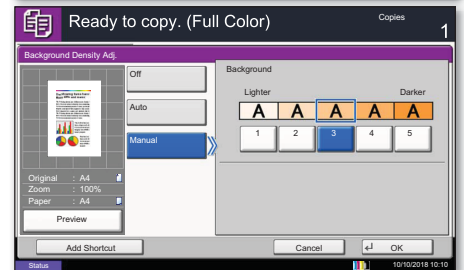 Ready to copy. (Full Color)
Copies
1
Background Density Adj.
Off
Auto
Manual
Background
Lighter
Darker
A A A A A
1 2 3 4 5
Original : A4
Zoom : 100%
Paper : A4
Preview
Add Shortcut
Cancel
OK
Status
10/10/2018 10:10